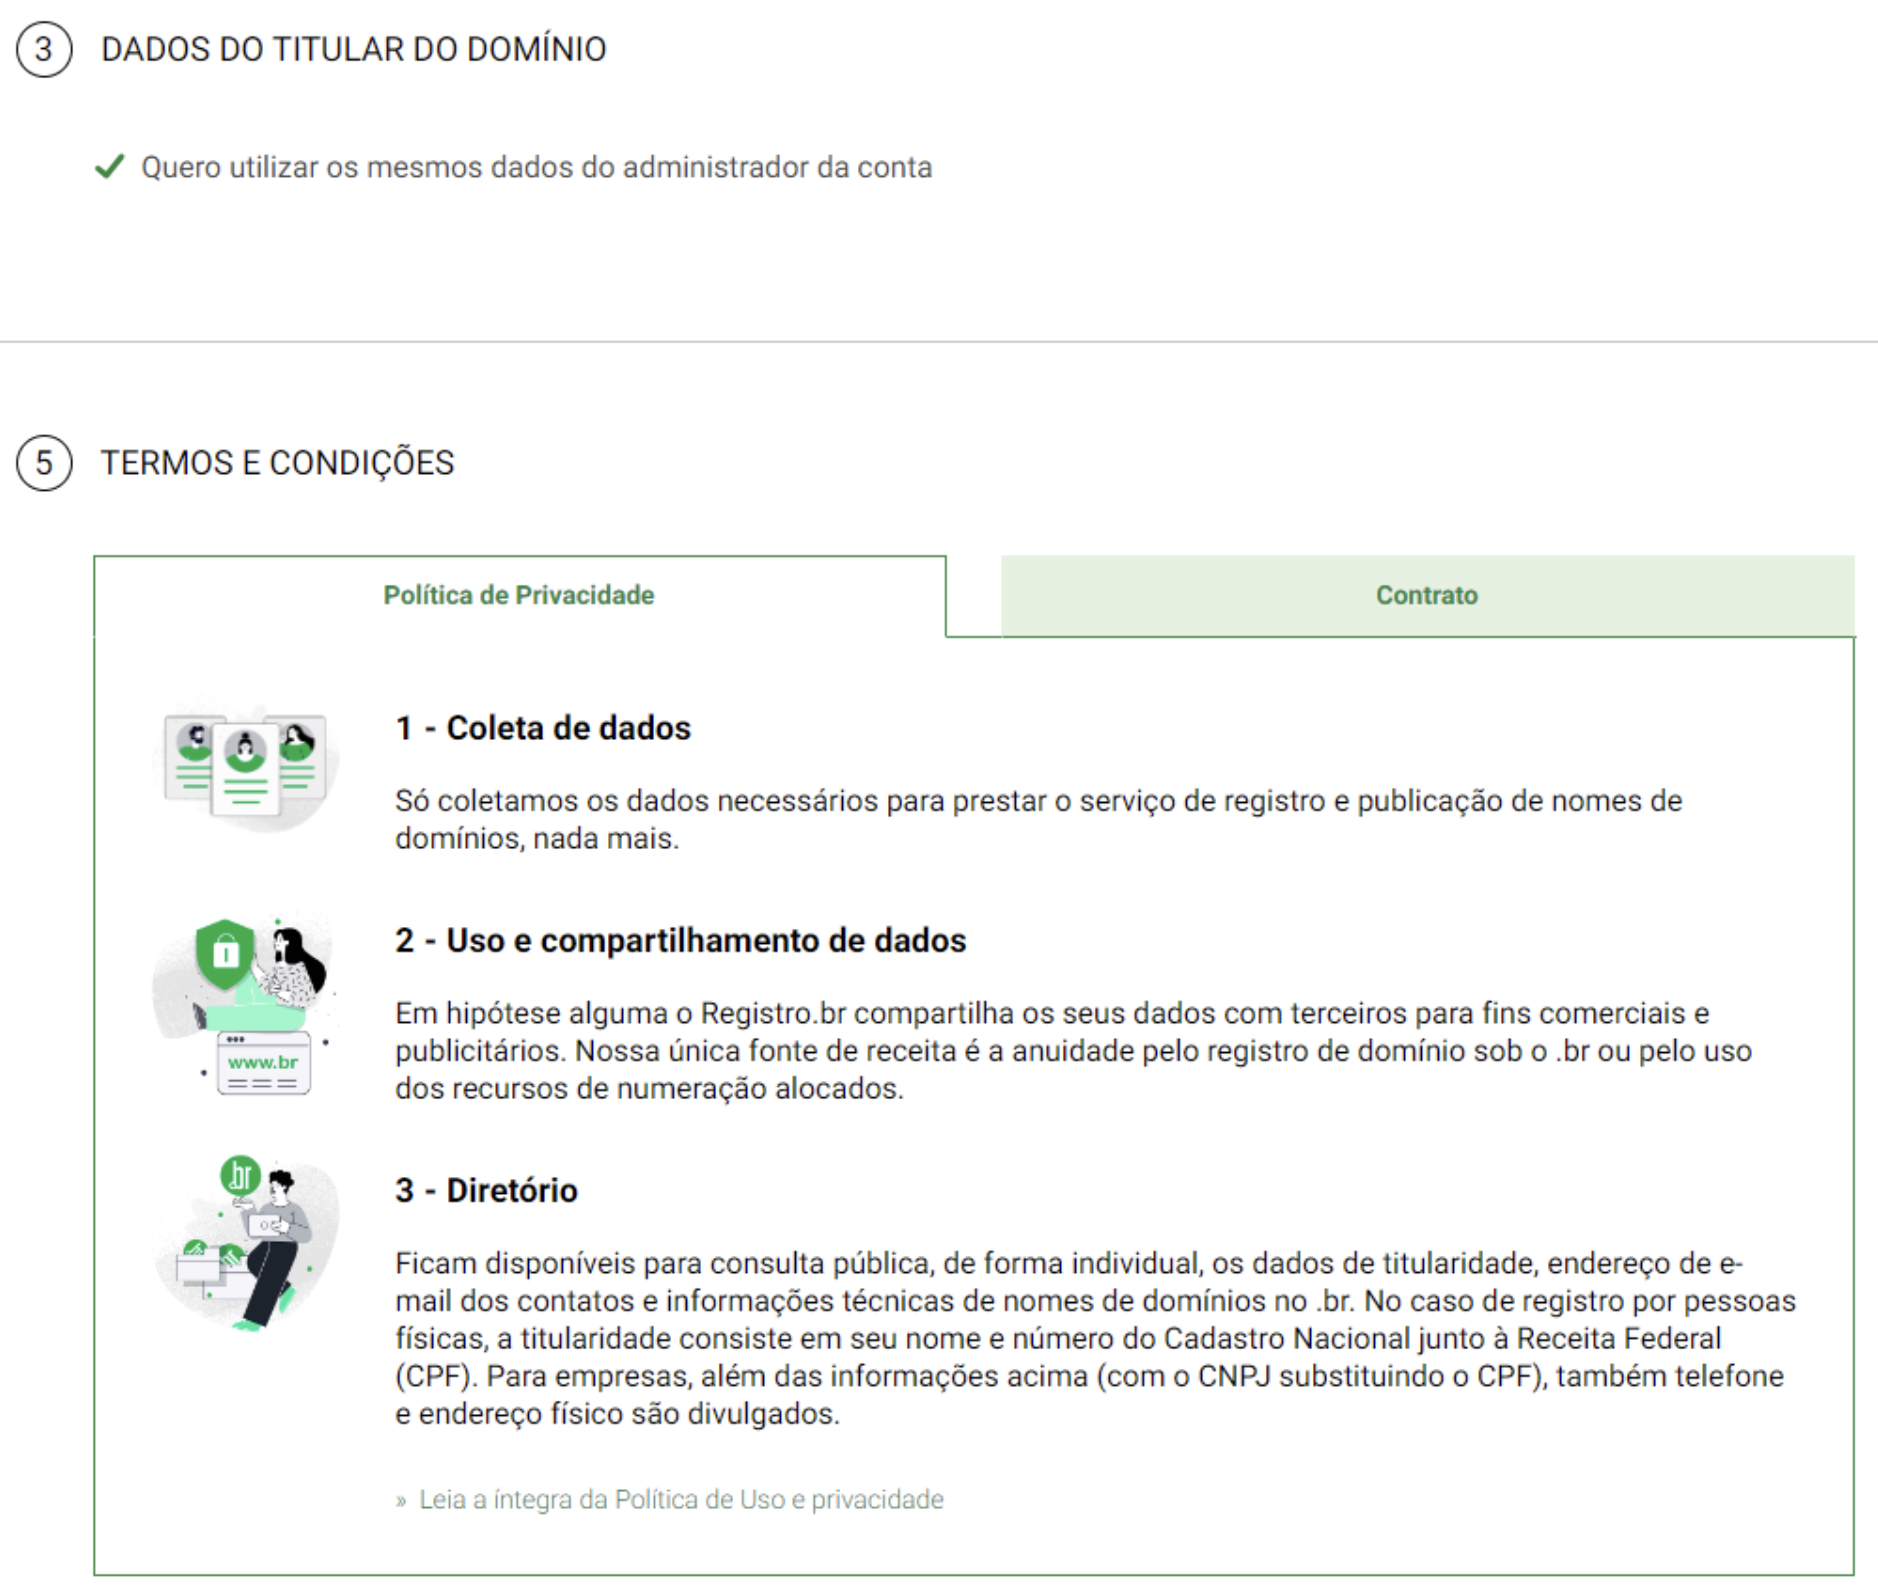 3 DADOS DO TITULAR DO DOMÍNIO
Quero utilizar os mesmos dados do administrador da conta
5 TERMOS E CONDIÇÕES
Política de Privacidade
Contrato
1 - Coleta de dados
Só coletamos os dados necessários para prestar o serviço de registro e publicação de nomes de
domínios, nada mais.
2 - Uso e compartilhamento de dados
Em hipótese alguma o Registro.br compartilha os seus dados com terceiros para fins comerciais e
publicitários. Nossa única fonte de receita é a anuidade pelo registro de domínio sob o .br ou pelo uso
dos recursos de numeração alocados.
www.br
.br
3 - Diretório
Ficam disponíveis para consulta pública, de forma individual, os dados de titularidade, endereço de e-
mail dos contatos e informações técnicas de nomes de domínios no .br. No caso de registro por pessoas
físicas, a titularidade consiste em seu nome e número do Cadastro Nacional junto à Receita Federal
(CPF). Para empresas, além das informações acima (com o CNPJ substituindo o CPF), também telefone
e endereço físico são divulgados.
» Leia a íntegra da Política de Uso e privacidade